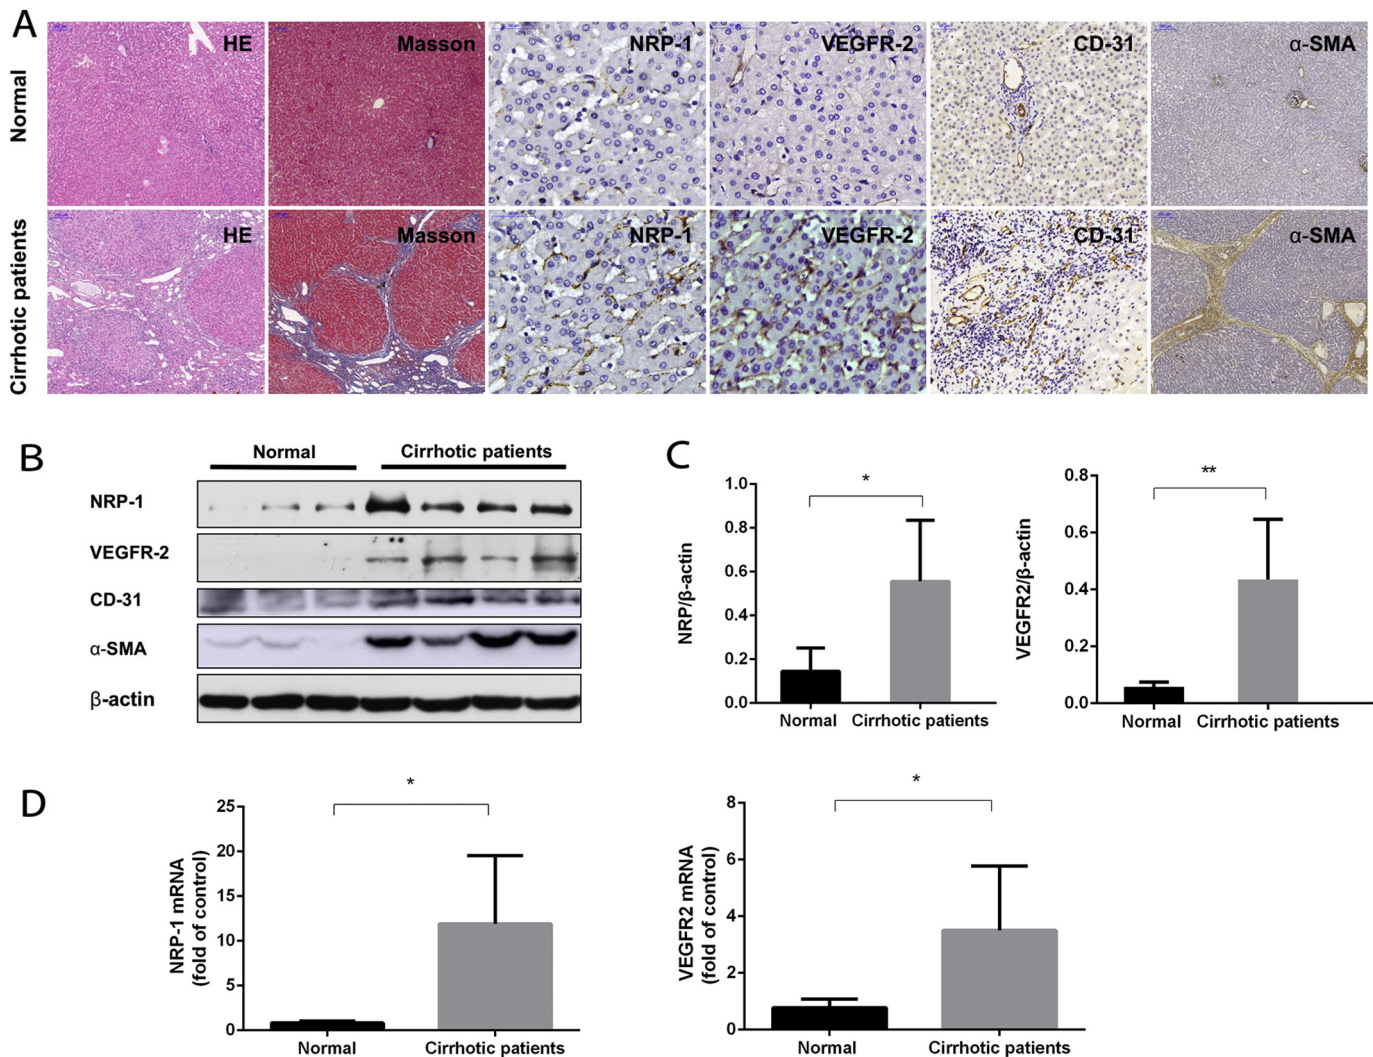 A
HE Masson NRP-1 VEGFR-2 CD-31 α-SMA
Normal
HE Masson NRP-1 VEGFR-2 CD-31 α-SMA
Cirrhotic patients
B
Normal Cirrhotic patients
NRP-1
VEGFR-2
CD-31
α-SMA
β-actin
C
*
NRP/β-actin
1.0
0.8
0.6
0.4
0.2
0.0
Normal Cirrhotic patients
**
VEGFR2/β-actin
0.8
0.6
0.4
0.2
0.0
Normal Cirrhotic patients
D
*
NRP-1 mRNA
(fold of control)
25
20
15
10
5
0
Normal Cirrhotic patients
*
VEGFR2 mRNA
(fold of control)
8
6
4
2
0
Normal Cirrhotic patients